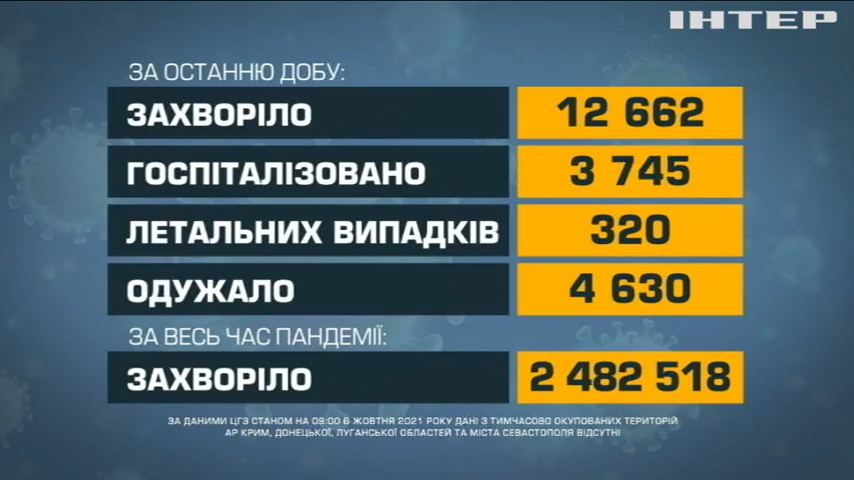 ІНТЕР
ЗА ОСТАННЮ ДОБУ:
ЗАХВОРІЛО 12 662
ГОСПІТАЛІЗОВАНО 3 745
ЛЕТАЛЬНИХ ВИПАДКІВ 320
ОДУЖАЛО 4 630
ЗА ВЕСЬ ЧАС ПАНДЕМІЇ:
ЗАХВОРІЛО 2 482 518
ЗА ДАНИМИ ЦГЗ СТАНОМ НА 09:00 6 ЖОВТНЯ 2021 РОКУ ДАНІ З ТИМЧАСОВО ОКУПОВАНИХ ТЕРИТОРІЙ
АР КРИМ, ДОНЕЦЬКОЇ, ЛУГАНСЬКОЇ ОБЛАСТЕЙ ТА МІСТА СЕВАСТОПОЛЯ ВІДСУТНІ